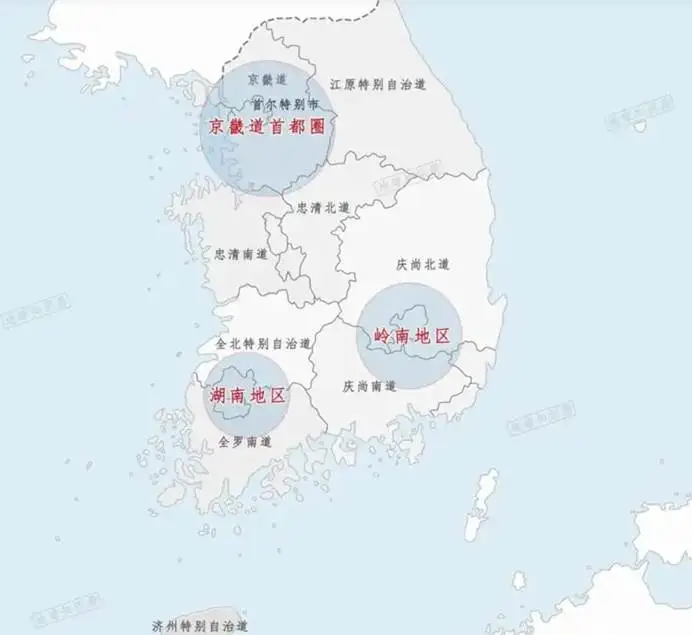 京畿道
江原特别自治道
首尔特别市
京畿道首都圈
忠清北道
忠清南道
庆尚北道
岭南地区
全北特别自治道
庆尚南道
湖南地区
全罗南道
济州特别自治道